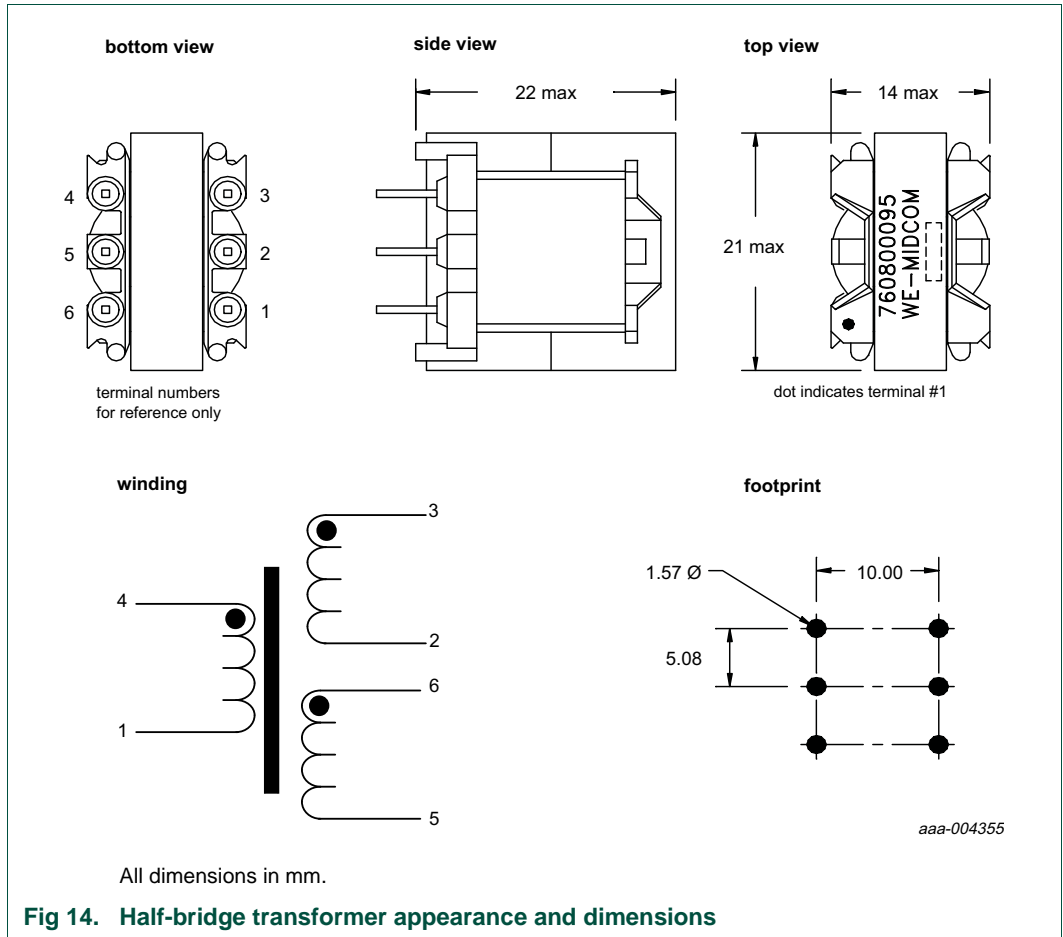 bottom view
side view
top view
22 max
14 max
4
3
5
2
6
1
21 max
760800095
WE-MIDCOM
terminal numbers
for reference only
dot indicates terminal #1
winding
footprint
3
4
2
6
1
5
1.57 Ø
10.00
5.08
aaa-004355
All dimensions in mm.
Fig 14. Half-bridge transformer appearance and dimensions